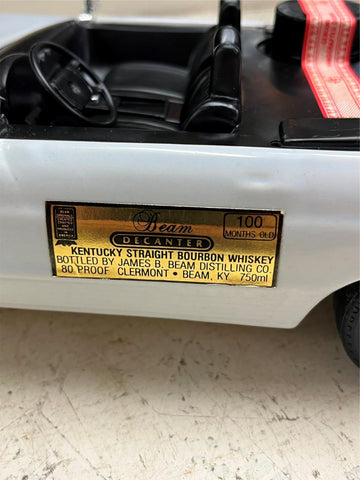 Beam
DECANTER
100
MONTHS OLD
KENTUCKY STRAIGHT BOURBON WHISKEY
BOTTLED BY JAMES B. BEAM DISTILLING CO
80 PROOF CLERMONT • BEAM, KY. 750ml